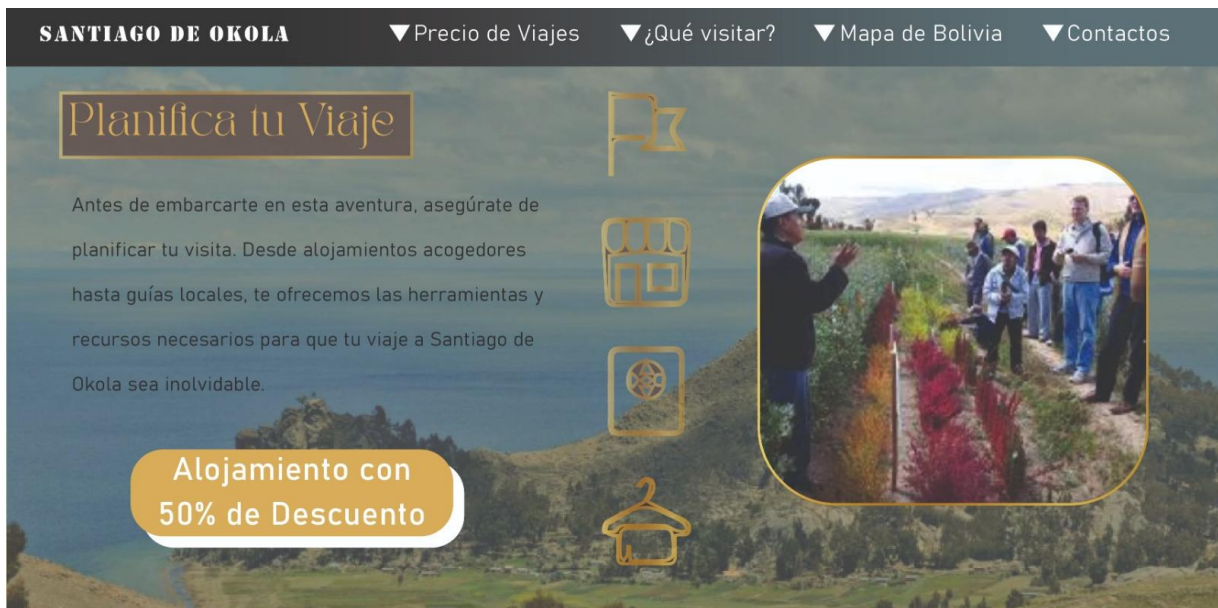 SANTIAGO DE OKOLA
▼Precio de Viajes
▼¿Qué visitar?
▼Mapa de Bolivia
▼Contactos
Planifica tu Viaje
Antes de embarcarte en esta aventura, asegúrate de
planificar tu visita. Desde alojamientos acogedores
hasta guías locales, te ofrecemos las herramientas y
recursos necesarios para que tu viaje a Santiago de
Okola sea inolvidable.
Alojamiento con
50% de Descuento